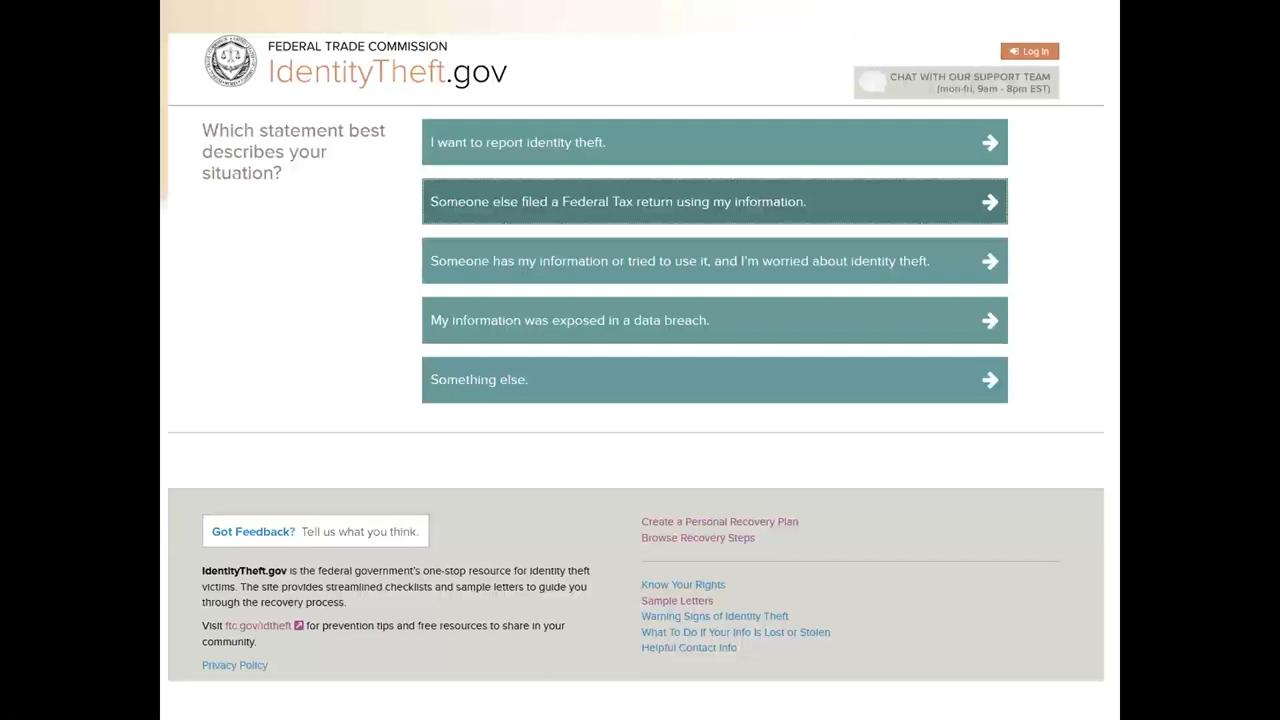 FEDERAL TRADE COMMISSION
IdentityTheft.gov
Log In
CHAT WITH OUR SUPPORT TEAM
(mon-fri, 9am - 8pm EST)
Which statement best
describes your
situation?
I want to report identity theft.
Someone else filed a Federal Tax return using my information.
Someone has my information or tried to use it, and I'm worried about identity theft.
My information was exposed in a data breach.
Something else.
Got Feedback? Tell us what you think.
IdentityTheft.gov is the federal government's one-stop resource for identity theft
victims. The site provides streamlined checklists and sample letters to guide you
through the recovery process.
Visit ftc.gov/idtheft for prevention tips and free resources to share in your
community.
Privacy Policy
Create a Personal Recovery Plan
Browse Recovery Steps
Know Your Rights
Sample Letters
Warning Signs of Identity Theft
What To Do If Your Info Is Lost or Stolen
Helpful Contact Info